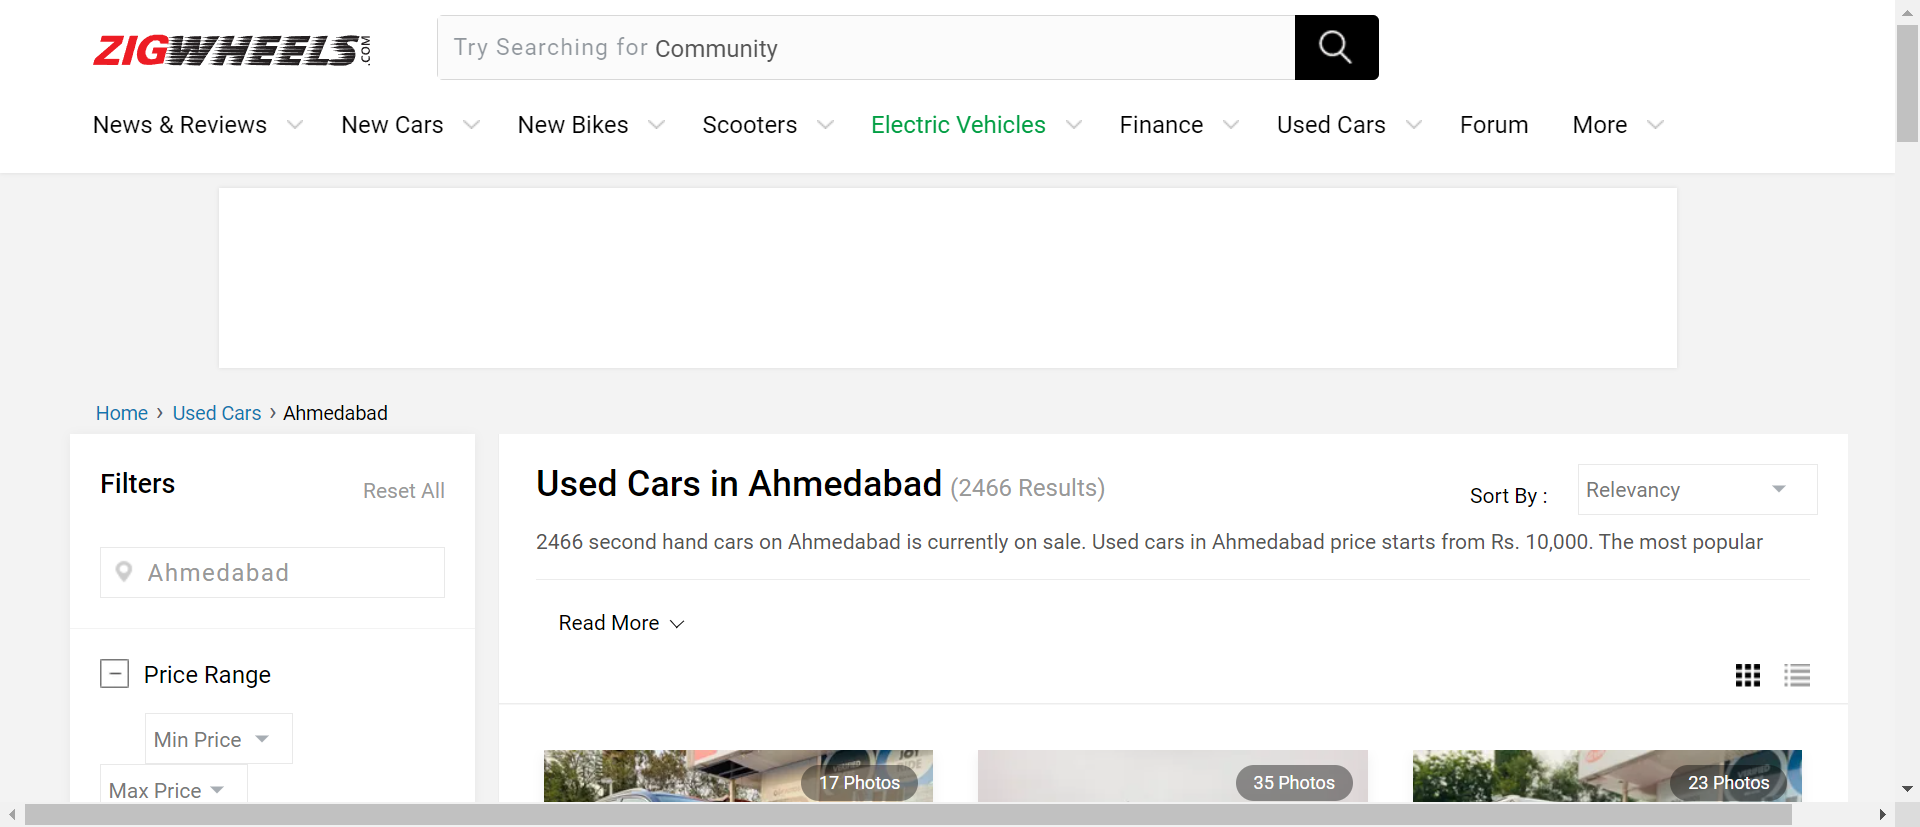 ZIGWHEELS.COM
Try Searching for Community
News & Reviews New Cars New Bikes Scooters Electric Vehicles Finance Used Cars Forum More
Home › Used Cars › Ahmedabad
Filters
Reset All
Ahmedabad
Price Range
Min Price
Max Price
Used Cars in Ahmedabad (2466 Results)
Sort By : Relevancy
2466 second hand cars on Ahmedabad is currently on sale. Used cars in Ahmedabad price starts from Rs. 10,000. The most popular
Read More
17 Photos
35 Photos
23 Photos